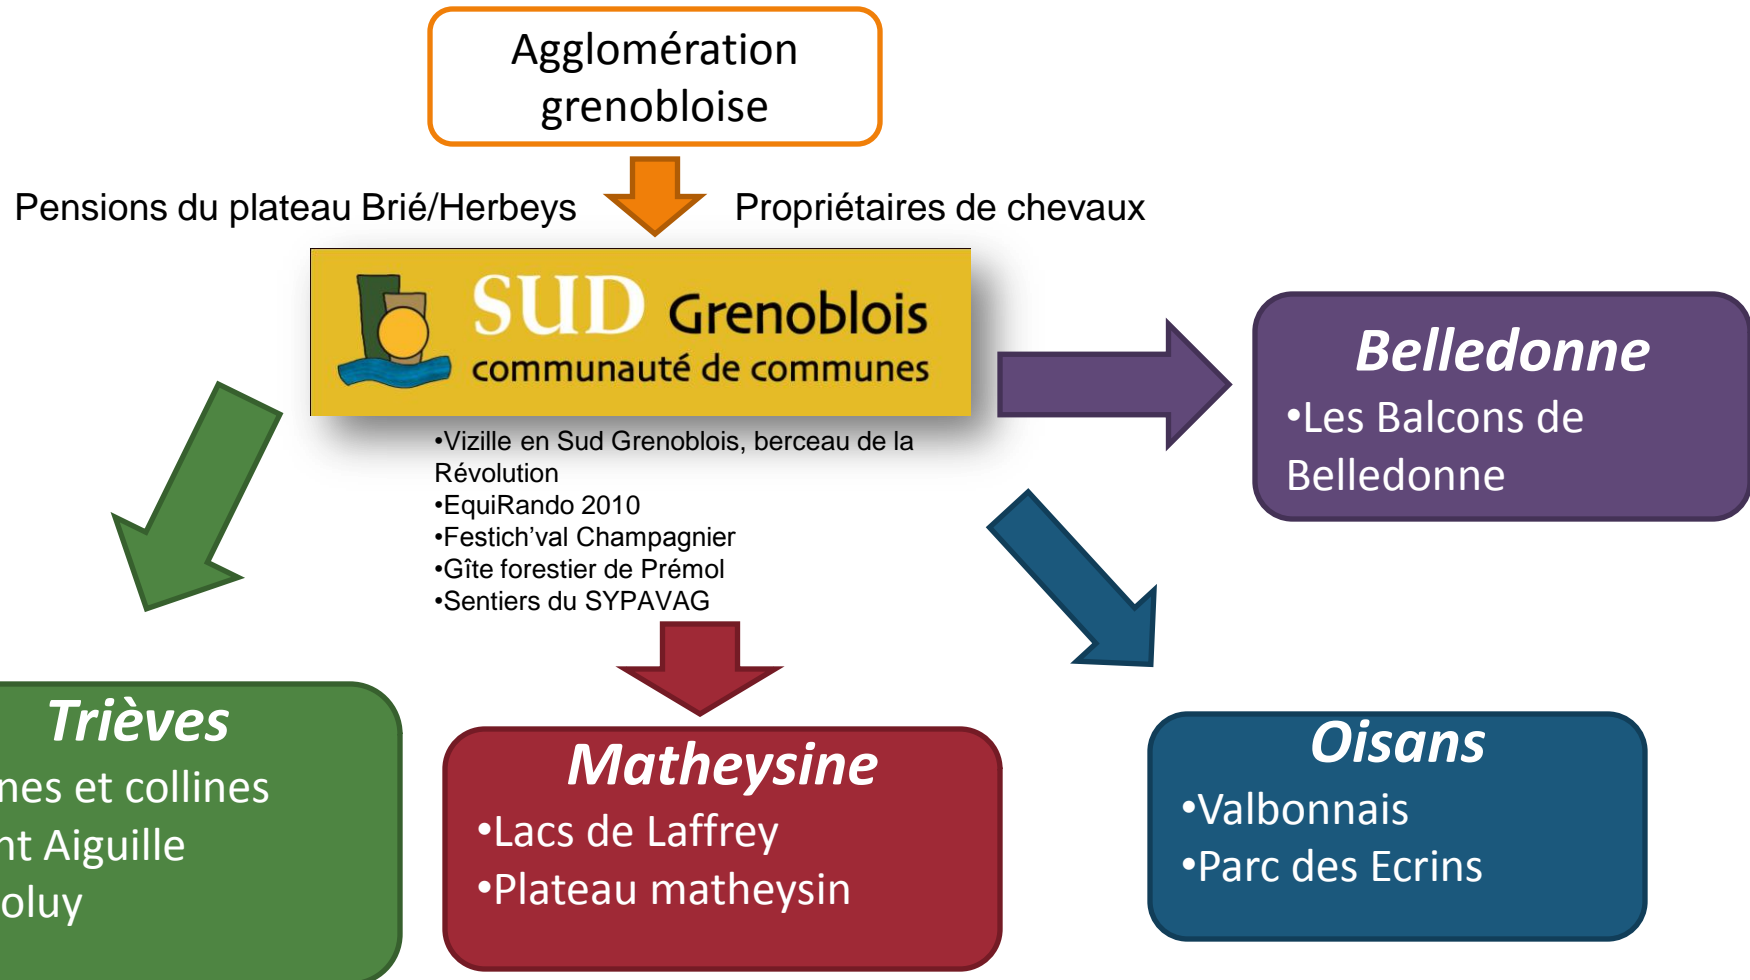 Agglomération
grenobloise
Pensions du plateau Brié/Herbeys
Propriétaires de chevaux
SUD Grenoblois
communauté de communes
•Vizille en Sud Grenoblois, berceau de la
Révolution
•EquiRando 2010
•Festich’val Champagnier
•Gîte forestier de Prémol
•Sentiers du SYPAVAG
Belledonne
•Les Balcons de
Belledonne
Trièves
nes et collines
nt Aiguille
oluy
Matheysine
•Lacs de Laffrey
•Plateau matheysin
Oisans
•Valbonnais
•Parc des Ecrins